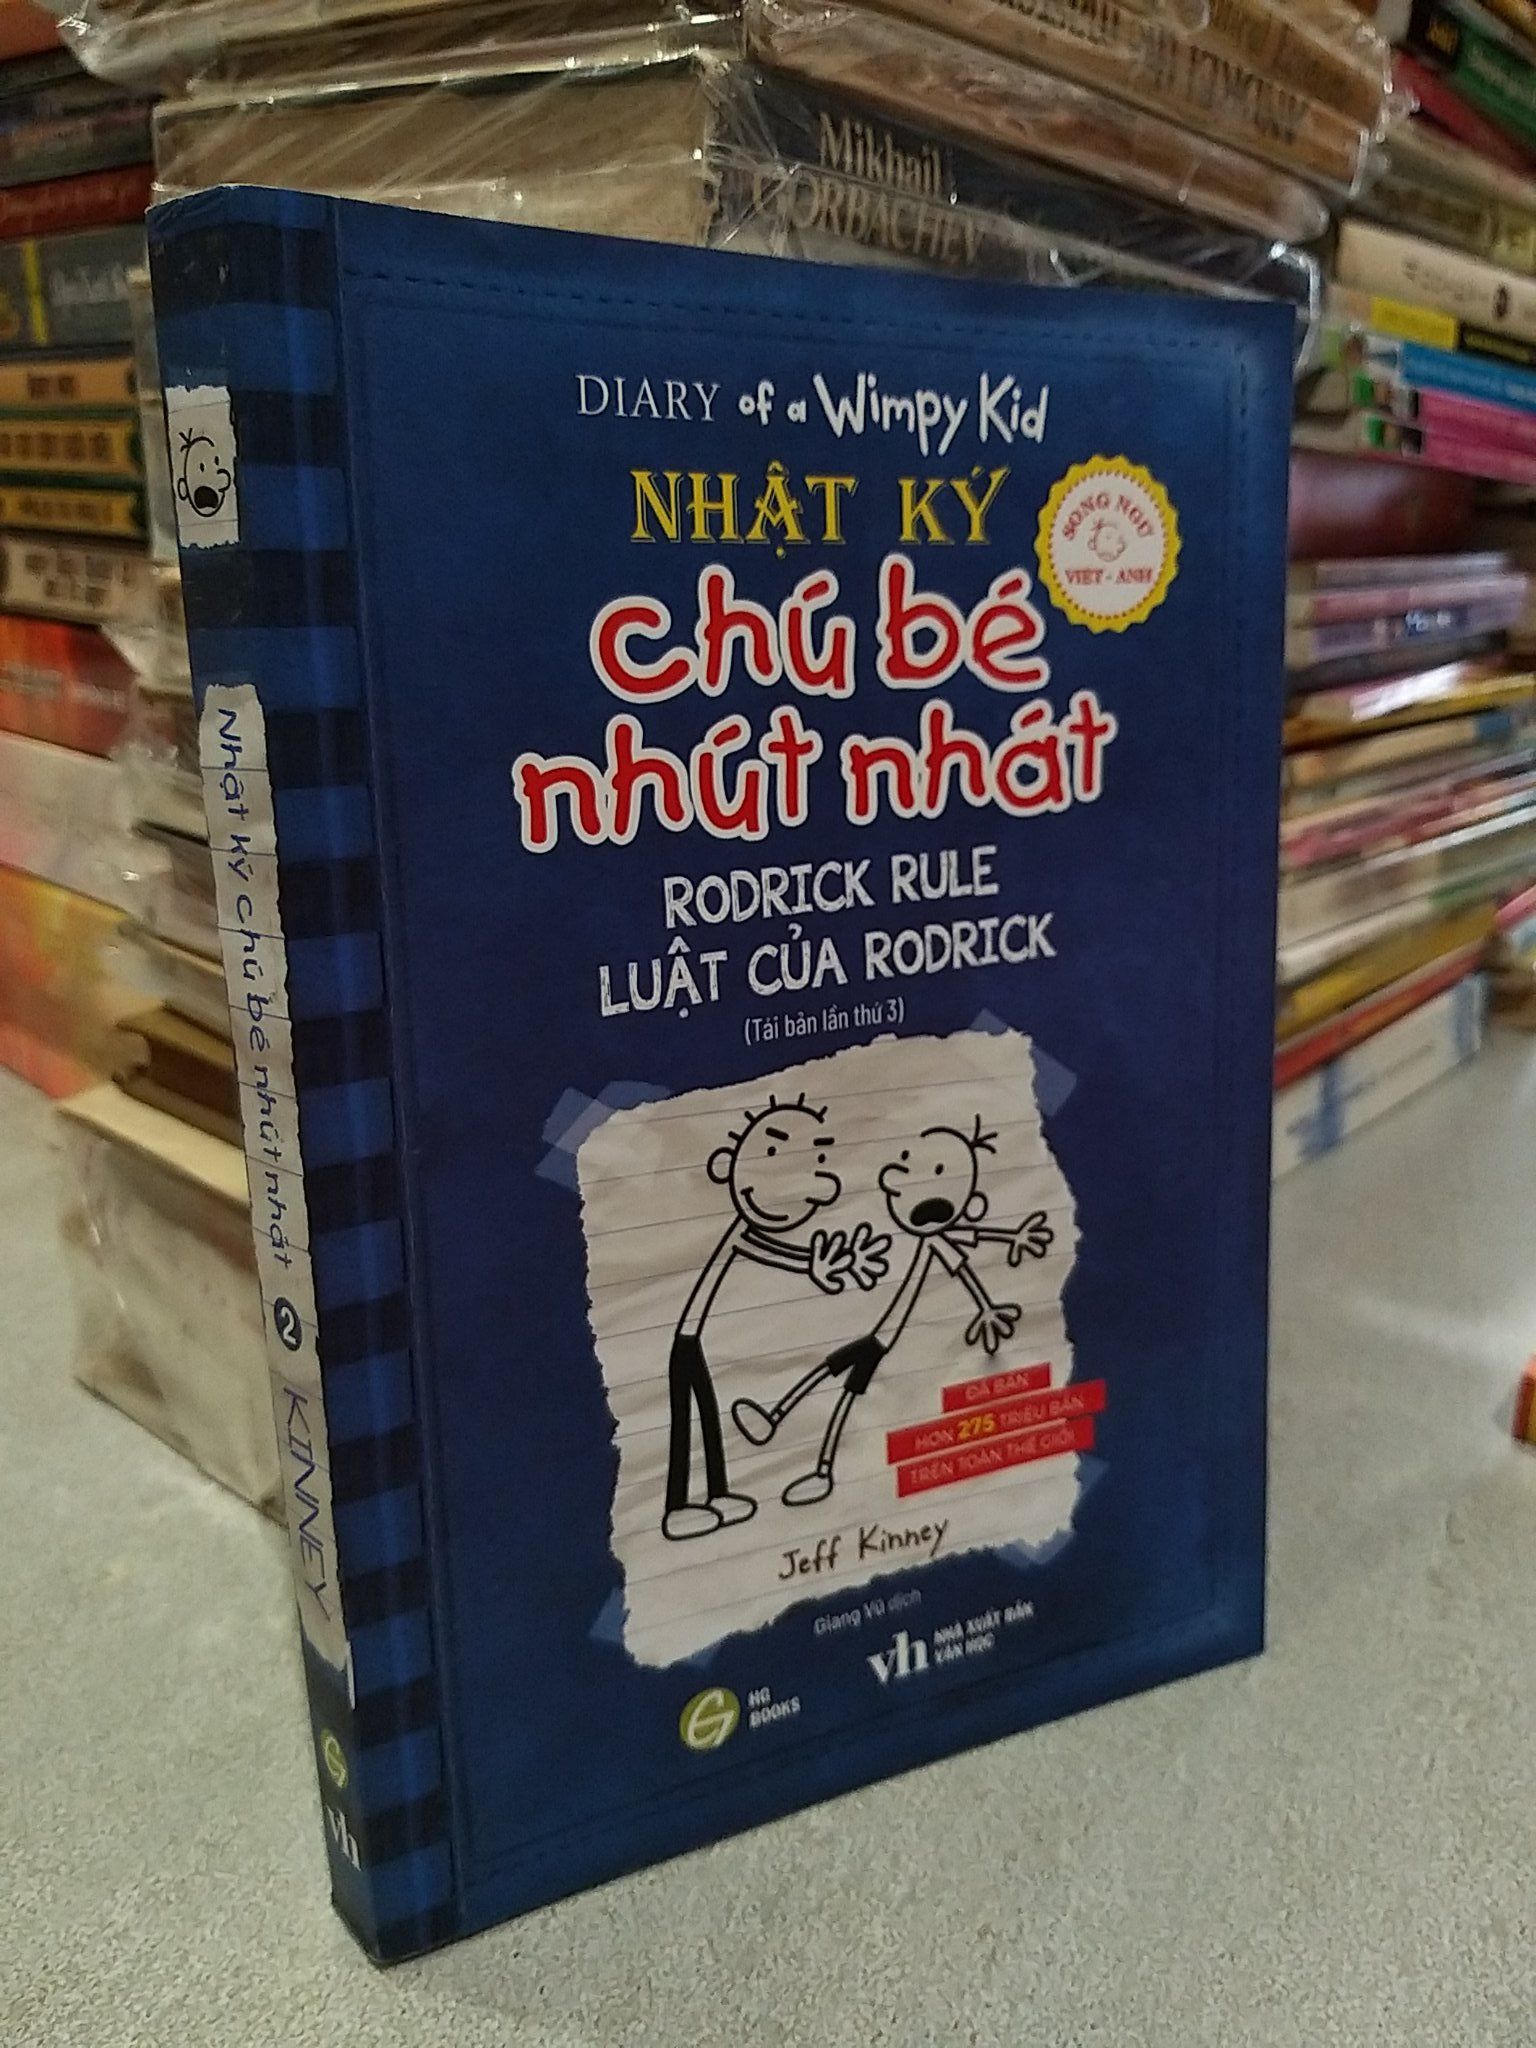 Mikhail
GORBACHEV
DIARY of a Wimpy Kid
NHẬT KÝ
chú bé
nhút nhát
SONG NGỮ
VIỆT - ANH
RODRICK RULE
LUẬT CỦA RODRICK
(Tái bản lần thứ 3)
ĐÃ BÁN
HƠN 275 TRIỆU BẢN
TRÊN TOÀN THẾ GIỚI
Jeff Kinney
Giang Vũ dịch
vh NHÀ XUẤT BẢN
VĂN HỌC
HG
BOOKS
Nhật ký chú bé nhút nhát 2 KINNEY
vh